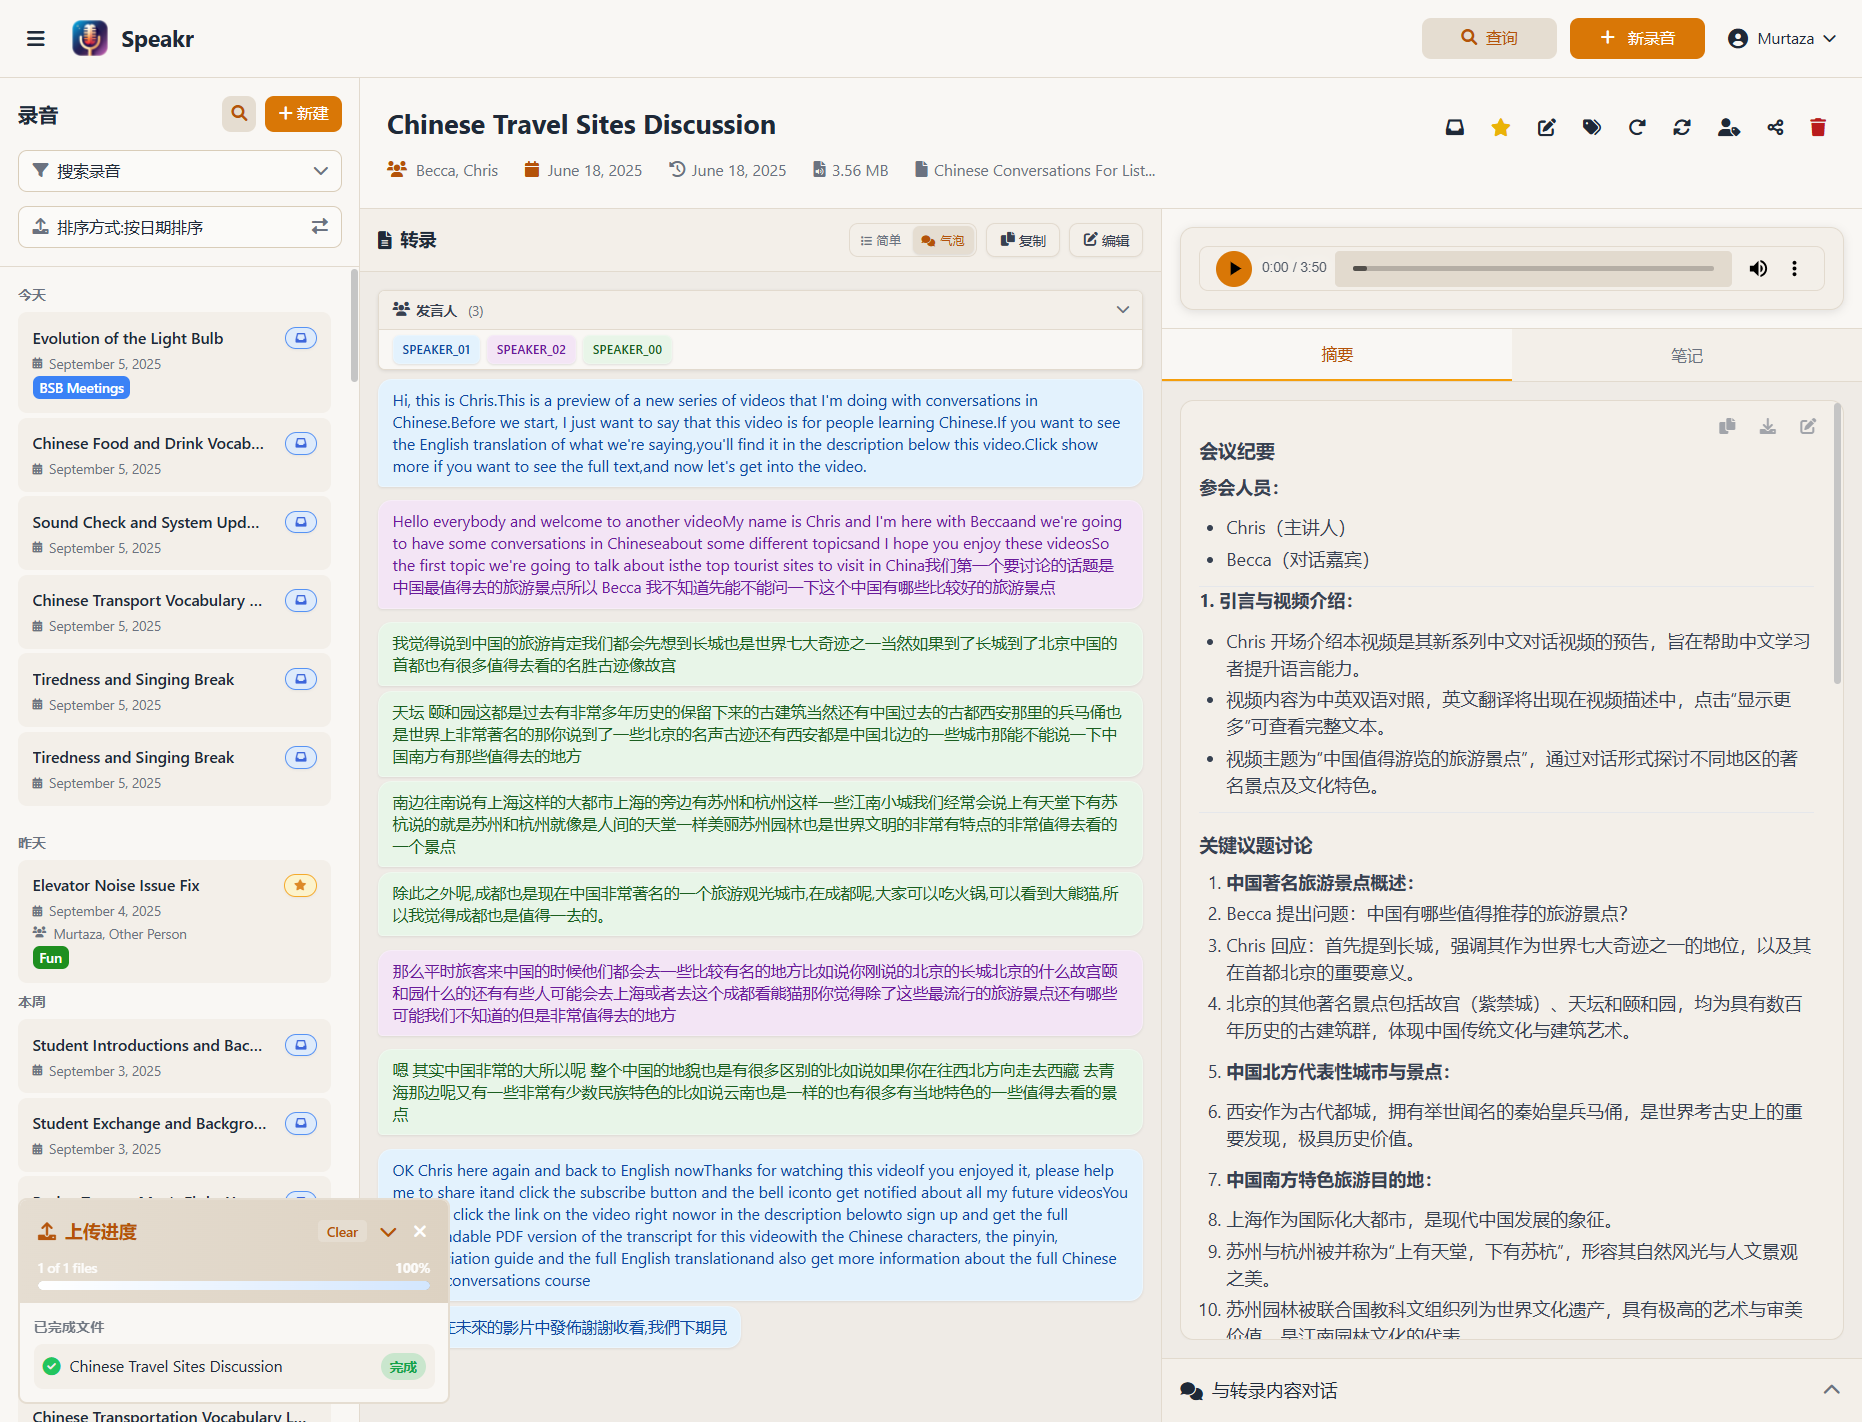 Speakr
查询
新录音
Murtaza
录音
新建
搜索录音
排序方式:按日期排序
今天
Evolution of the Light Bulb
September 5, 2025
BSB Meetings
Chinese Food and Drink Vocab...
September 5, 2025
Sound Check and System Upd...
September 5, 2025
Chinese Transport Vocabulary ...
September 5, 2025
Tiredness and Singing Break
September 5, 2025
Tiredness and Singing Break
September 5, 2025
昨天
Elevator Noise Issue Fix
September 4, 2025
Murtaza, Other Person
Fun
本周
Student Introductions and Bac...
September 3, 2025
Student Exchange and Backgro...
September 3, 2025
上传进度
Clear
1 of 1 files
100%
已完成文件
Chinese Travel Sites Discussion
完成
Chinese Transportation Vocabulary L...
Chinese Travel Sites Discussion
Becca, Chris
June 18, 2025
June 18, 2025
3.56 MB
Chinese Conversations For List...
转录
简单
气泡
复制
编辑
发言人 (3)
SPEAKER_01
SPEAKER_02
SPEAKER_00
Hi, this is Chris.This is a preview of a new series of videos that I'm doing with conversations in
Chinese.Before we start, I just want to say that this video is for people learning Chinese.If you want to see
the English translation of what we're saying,you'll find it in the description below this video.Click show
more if you want to see the full text,and now let's get into the video.
Hello everybody and welcome to another videoMy name is Chris and I'm here with Beccaand we're going
to have some conversations in Chineseabout some different topicsand I hope you enjoy these videosSo
the first topic we're going to talk about isthe top tourist sites to visit in China我们第一个要讨论的话题是
中国最值得去的旅游景点所以 Becca 我不知道先能不能问一下这个中国有哪些比较好的旅游景点
我觉得说到中国的旅游肯定我们都会先想到长城也是世界七大奇迹之一当然如果到了长城到了北京中国的
首都也有很多值得去看的名胜古迹像故宫
天坛 颐和园这都是过去有非常多年历史的保留下来的古建筑当然还有中国过去的古都西安那里的兵马俑也
是世界上非常著名的那你说到了一些北京的名声古迹还有西安都是中国北边的一些城市那能不能说一下中
国南方有那些值得去的地方
南边往南说有上海这样的大都市上海的旁边有苏州和杭州这样一些江南小城我们经常会说上有天堂下有苏
杭说的就是苏州和杭州就像是人间的天堂一样美丽苏州园林也是世界文明的非常有特点的非常值得去看的
一个景点
除此之外呢,成都也是现在中国非常著名的一个旅游观光城市,在成都呢,大家可以吃火锅,可以看到大熊猫,所
以我觉得成都也是值得一去的。
那么平时旅客来中国的时候他们都会去一些比较有名的地方比如说你刚说的北京的长城北京的什么故宫颐
和园什么的还有有些人可能会去上海或者去这个成都看熊猫那你觉得除了这些最流行的旅游景点还有哪些
可能我们不知道的但是非常值得去的地方
嗯 其实中国非常的大所以呢 整个中国的地貌也是有很多区别的比如说如果你在往西北方向走去西藏 去青
海那边呢又有一些非常有少数民族特色的比如说云南也是一样的也有很多有当地特色的一些值得去看的景
点
OK Chris here again and back to English nowThanks for watching this videoIf you enjoyed it, please help
me to share itand click the subscribe button and the bell iconto get notified about all my future videosYou
click the link on the video right nowor in the description belowto sign up and get the full
dable PDF version of the transcript for this videowith the Chinese characters, the pinyin,
iation guide and the full English translationand also get more information about the full Chinese
conversations course
在未來的影片中發佈謝謝收看,我們下期見
0:00 / 3:50
摘要
笔记
会议纪要
参会人员：
• Chris（主讲人）
• Becca（对话嘉宾）
1. 引言与视频介绍：
• Chris 开场介绍本视频是其新系列中文对话视频的预告，旨在帮助中文学习
者提升语言能力。
• 视频内容为中英双语对照，英文翻译将出现在视频描述中，点击“显示更
多”可查看完整文本。
• 视频主题为“中国值得游览的旅游景点”，通过对话形式探讨不同地区的著
名景点及文化特色。
关键议题讨论
1. 中国著名旅游景点概述：
2. Becca 提出问题：中国有哪些值得推荐的旅游景点？
3. Chris 回应：首先提到长城，强调其作为世界七大奇迹之一的地位，以及其
在首都北京的重要意义。
4. 北京的其他著名景点包括故宫（紫禁城）、天坛和颐和园，均为具有数百
年历史的古建筑群，体现中国传统文化与建筑艺术。
5. 中国北方代表性城市与景点：
6. 西安作为古代都城，拥有举世闻名的秦始皇兵马俑，是世界考古史上的重
要发现，极具历史价值。
7. 中国南方特色旅游目的地：
8. 上海作为国际化大都市，是现代中国发展的象征。
9. 苏州与杭州被并称为“上有天堂，下有苏杭”，形容其自然风光与人文景观
之美。
10. 苏州园林被联合国教科文组织列为世界文化遗产，具有极高的艺术与审美
价值，是江南园林文化的代表
与转录内容对话